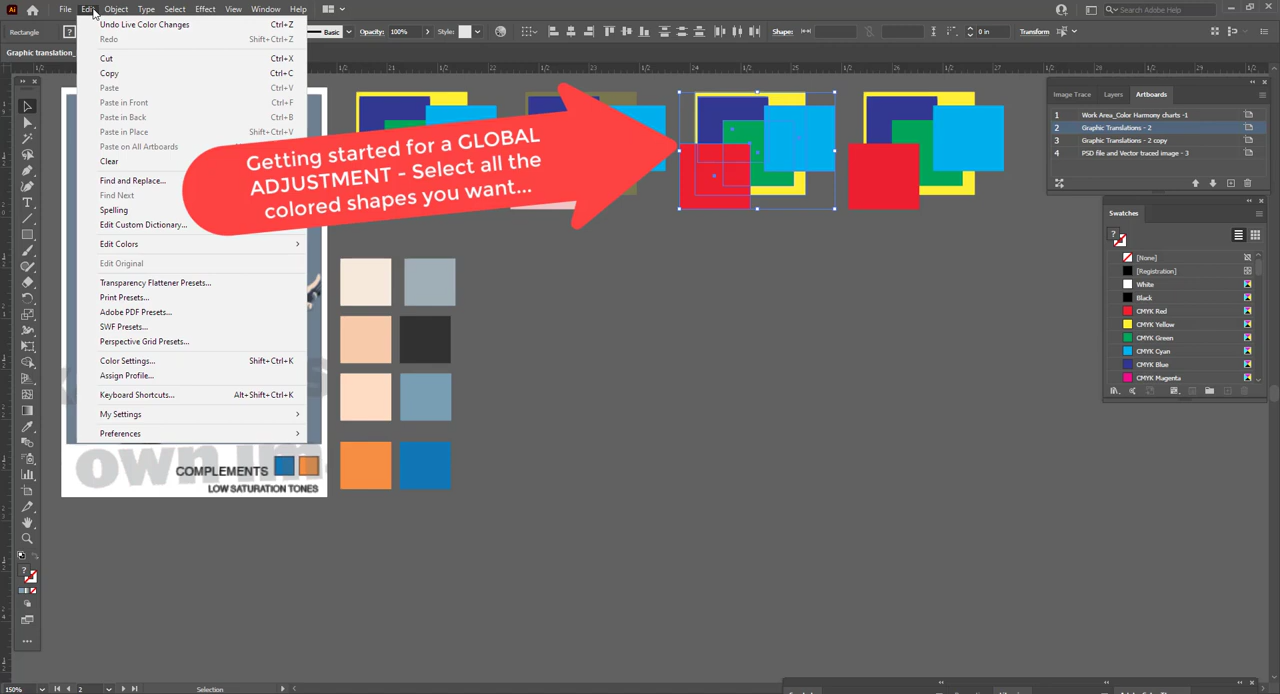 File Edit Object Type Select Effect View Window Help
Search Adobe Help
Rectangle
Basic
Opacity: 100%
Style:
Shape:
0 in
Transform
Graphic translation_
Undo Live Color Changes Ctrl+Z
Redo Shift+Ctrl+Z
Cut Ctrl+X
Copy Ctrl+C
Paste Ctrl+V
Paste in Front Ctrl+F
Paste in Back Ctrl+B
Paste in Place Shift+Ctrl+V
Paste on All Artboards
Clear
Find and Replace...
Find Next
Spelling
Edit Custom Dictionary...
Edit Colors
Edit Original
Transparency Flattener Presets...
Print Presets...
Adobe PDF Presets...
SWF Presets...
Perspective Grid Presets...
Color Settings... Shift+Ctrl+K
Assign Profile...
Keyboard Shortcuts... Alt+Shift+Ctrl+K
My Settings
Preferences
Getting started for a GLOBAL
ADJUSTMENT - Select all the
colored shapes you want...
own im
COMPLEMENTS
LOW SATURATION TONES
Image Trace Layers Artboards
1 Work Area_Color Harmony charts -1
2 Graphic Translations - 2
3 Graphic Translations - 2 copy
4 PSD file and Vector traced image - 3
Swatches
[None]
[Registration]
White
Black
CMYK Red
CMYK Yellow
CMYK Green
CMYK Cyan
CMYK Blue
CMYK Magenta
150% 2 Selection